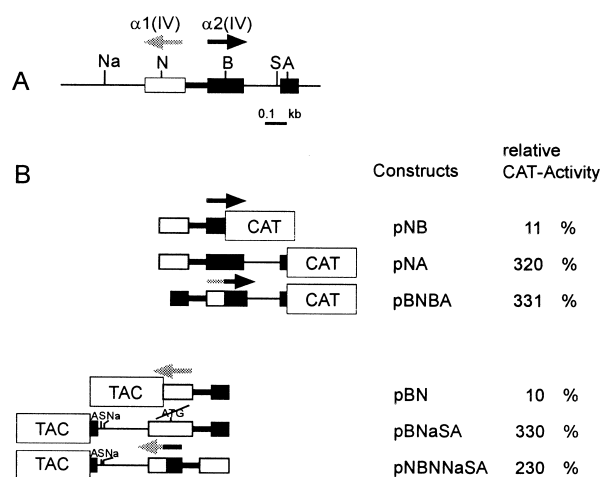 α1(IV) α2(IV)
Na N B SA
A
0.1 kb
relative
B Constructs CAT-Activity
CAT pNB 11 %
CAT pNA 320 %
CAT pBNBA 331 %
TAC pBN 10 %
ASNa ATG
TAC pBNaSA 330 %
ASNa
TAC pNBNNaSA 230 %